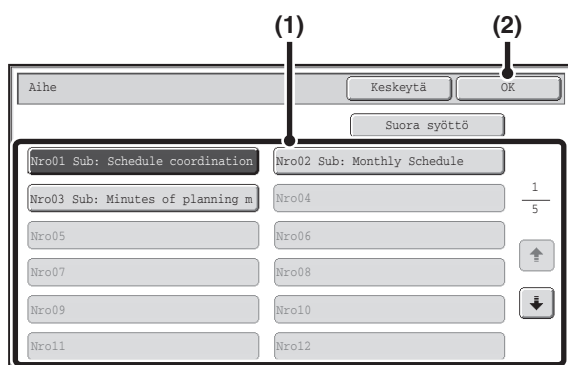 (1) (2)
Aihe Keskeytä OK
Suora syöttö
Nro01 Sub: Schedule coordination Nro02 Sub: Monthly Schedule
Nro03 Sub: Minutes of planning m Nro04
1
5
Nro05 Nro06
Nro07 Nro08
Nro09 Nro10
Nro11 Nro12